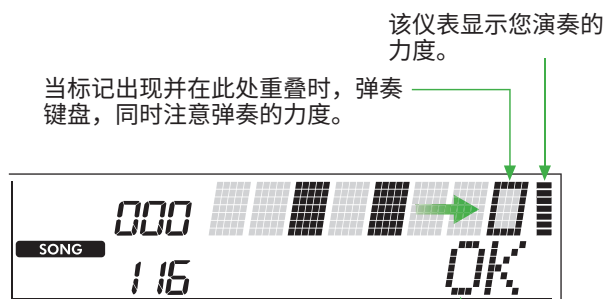 该仪表显示您演奏的
力度。
当标记出现并在此处重叠时，弹奏
键盘，同时注意弹奏的力度。
000
SONG
116
OK